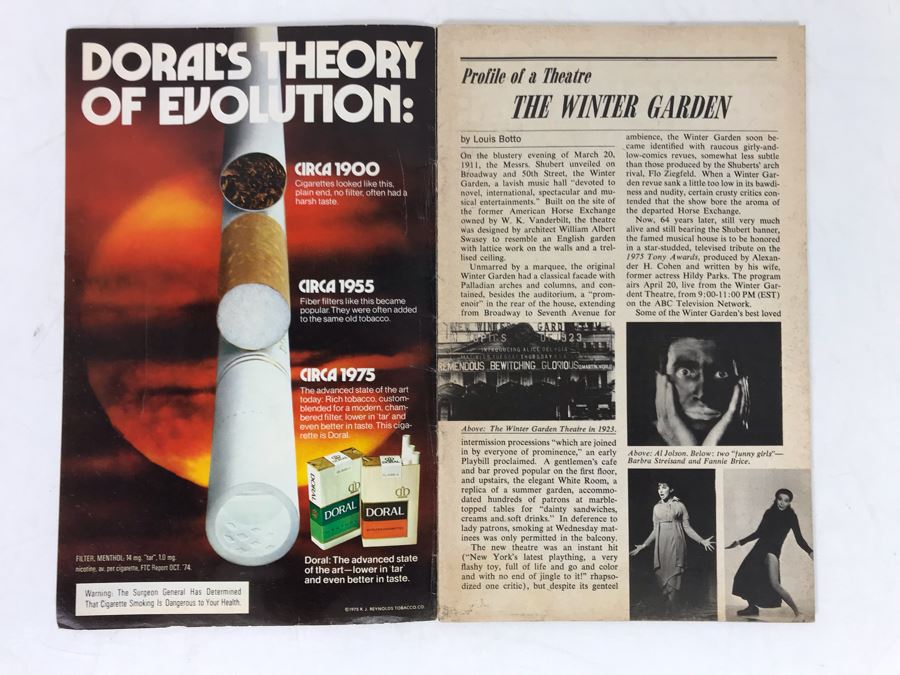 DORAL'S THEORY
OF EVOLUTION:
CIRCA 1900
Cigarettes looked like this,
plain end, no filter, often had a
harsh taste.
CIRCA 1955
Fiber filters like this became
popular. They were often added
to the same old tobacco.
CIRCA 1975
The advanced state of the art
today: Rich tobacco, custom-
blended for a modern, cham-
bered filter, lower in 'tar' and
even better in taste. This ciga-
rette is Doral.
DORAL
DORAL
DORAL
Doral: The advanced state
of the art—lower in 'tar'
and even better in taste.
FILTER, MENTHOL: 14 mg. "tar", 1.0 mg.
nicotine, av. per cigarette, FTC Report OCT. '74.
Warning: The Surgeon General Has Determined
That Cigarette Smoking Is Dangerous to Your Health.
©1975 R. J. REYNOLDS TOBACCO CO.
Profile of a Theatre
THE WINTER GARDEN
by Louis Botto
On the blustery evening of March 20,
1911, the Messrs. Shubert unveiled on
Broadway and 50th Street, the Winter
Garden, a lavish music hall "devoted to
novel, international, spectacular and mu-
sical entertainments." Built on the site of
the former American Horse Exchange
owned by W. K. Vanderbilt, the theatre
was designed by architect William Albert
Swasey to resemble an English garden
with lattice work on the walls and a trel-
lised ceiling.
Unmarred by a marquee, the original
Winter Garden had a classical facade with
Palladian arches and columns, and con-
tained, besides the auditorium, a "prom-
enoir" in the rear of the house, extending
from Broadway to Seventh Avenue for
WINTER GARD
OF 1923
INTRODUCING ALICE DELYSIA
TUESDAY THURSDAY
REMENDOUS BEWITCHING GLORIOUS
Above: The Winter Garden Theatre in 1923.
intermission processions "which are joined
in by everyone of prominence," an early
Playbill proclaimed. A gentlemen's cafe
and bar proved popular on the first floor,
and upstairs, the elegant White Room, a
replica of a summer garden, accommo-
dated hundreds of patrons at marble-
topped tables for "dainty sandwiches,
creams and soft drinks." In deference to
lady patrons, smoking at Wednesday mat-
inees was only permitted in the balcony.
The new theatre was an instant hit
("New York's latest plaything, a very
flashy toy, full of life and go and color
and with no end of jingle to it!" rhapso-
dized one critic), but despite its genteel
ambience, the Winter Garden soon be-
came identified with raucous girly-and-
low-comics revues, somewhat less subtle
than those produced by the Shuberts' arch
rival, Flo Ziegfeld. When a Winter Gar-
den revue sank a little too low in its bawdi-
ness and nudity, certain crusty critics con-
tended that the show bore the aroma of
the departed Horse Exchange.
Now, 64 years later, still very much
alive and still bearing the Shubert banner,
the famed musical house is to be honored
in a star-studded, televised tribute on the
1975 Tony Awards, produced by Alexan-
der H. Cohen and written by his wife,
former actress Hildy Parks. The program
airs April 20, live from the Winter Gar-
den Theatre, from 9:00-11:00 PM (EST)
on the ABC Television Network.
Some of the Winter Garden's best loved
Above: Al Jolson. Below: two "funny girls"—
Barbra Streisand and Fannie Brice.